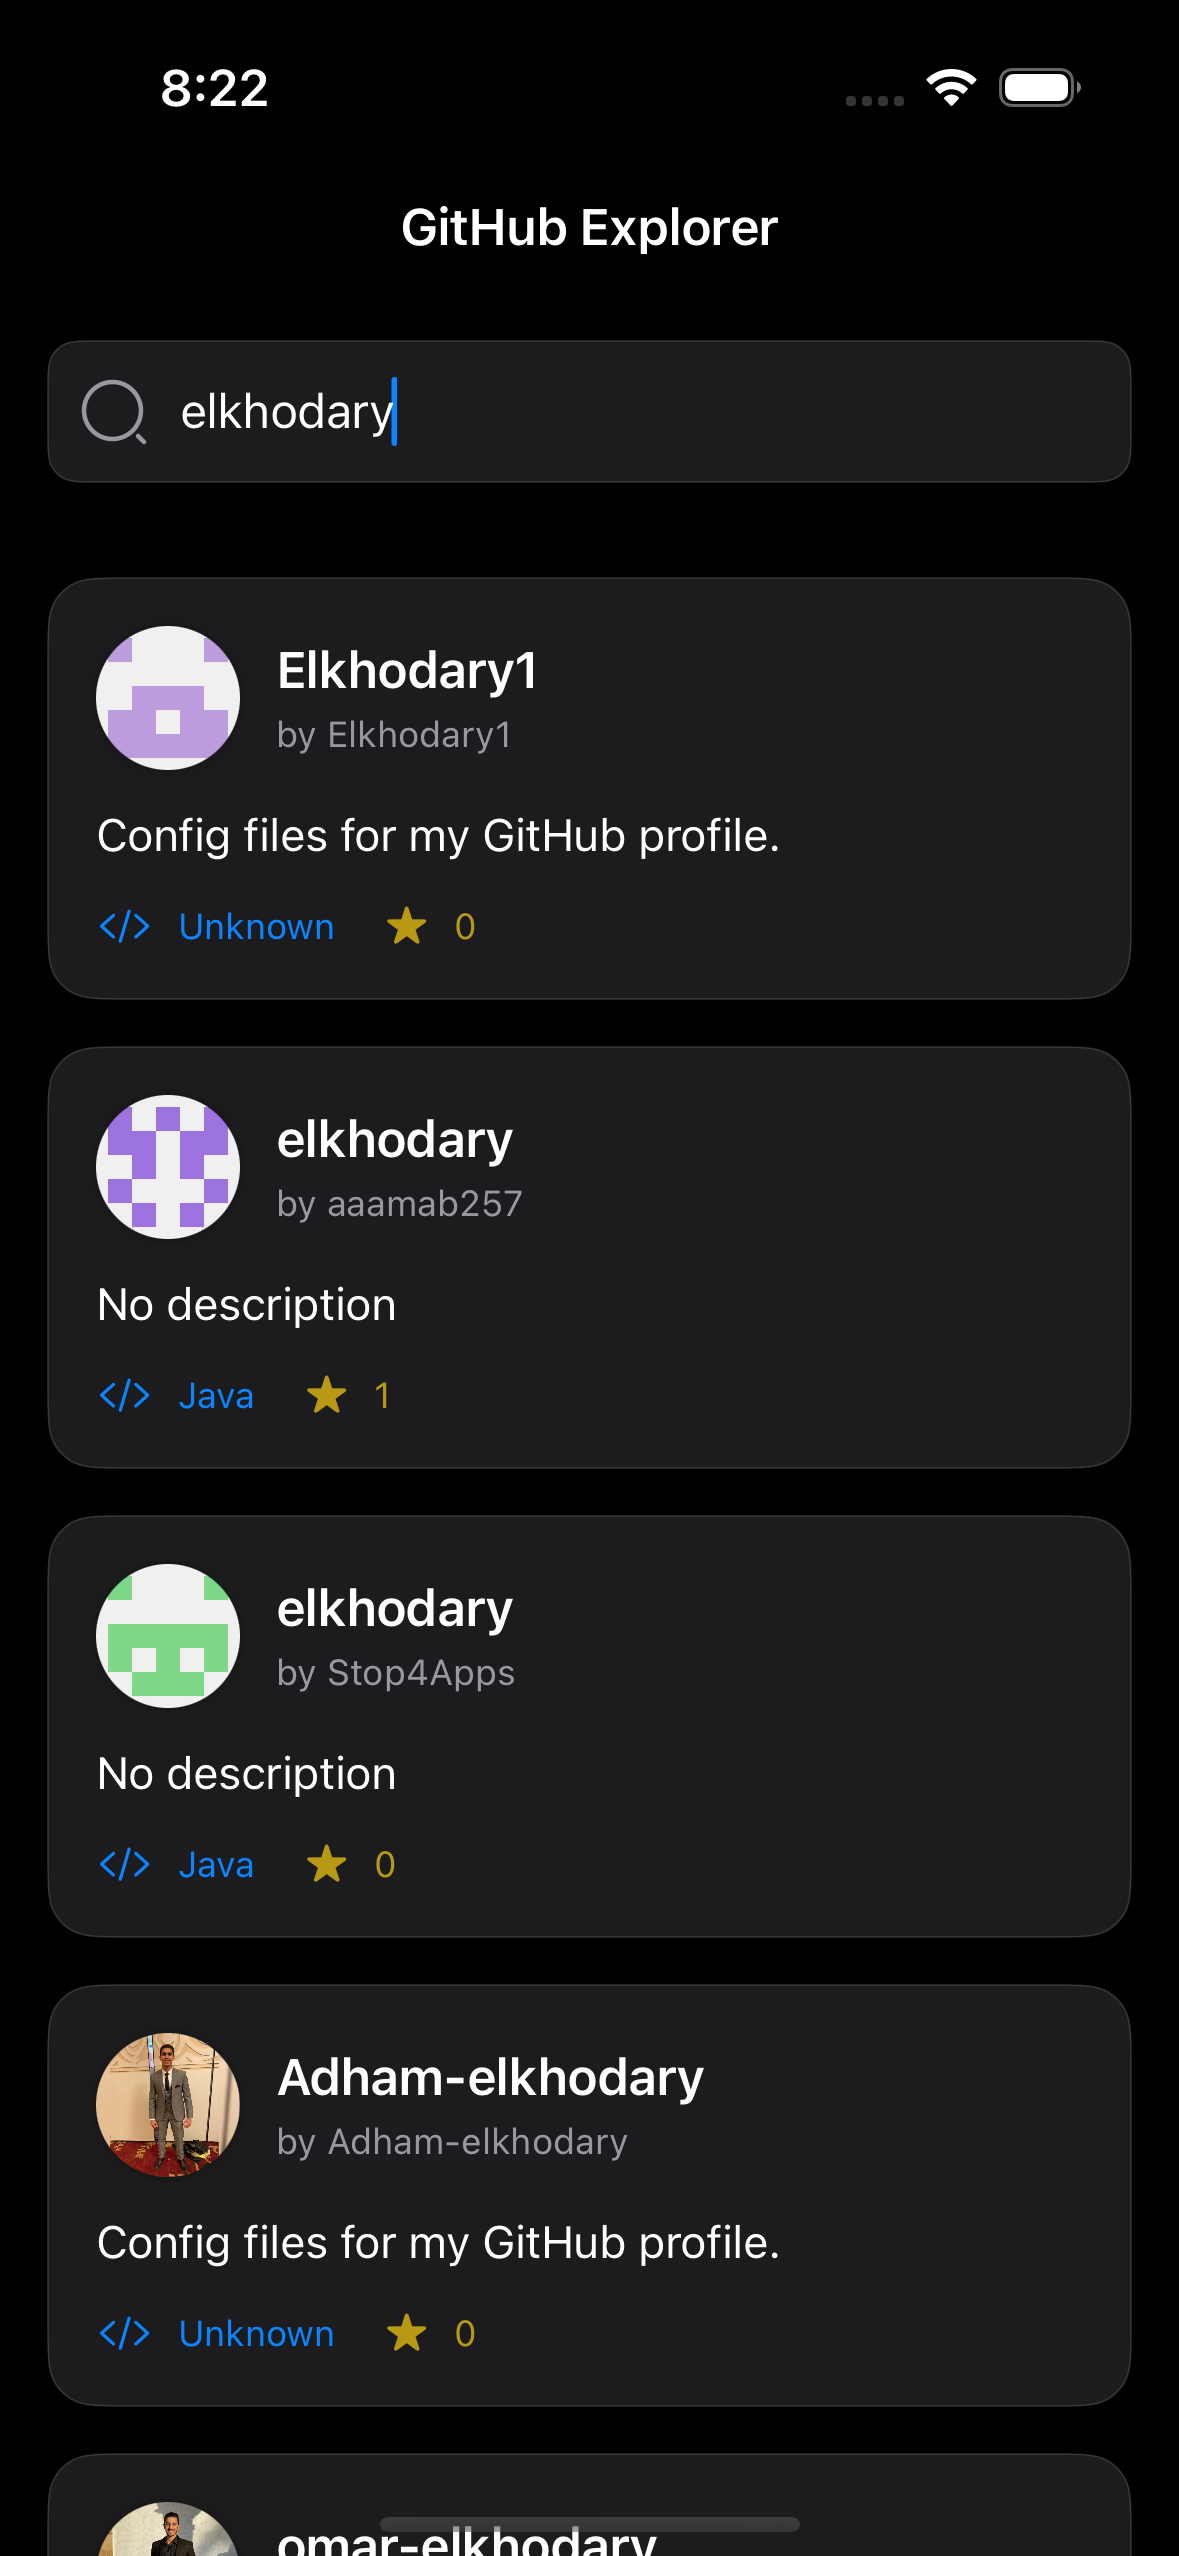 8:22
GitHub Explorer
elkhodary
Elkhodary1
by Elkhodary1
Config files for my GitHub profile.
</> Unknown ★ 0
elkhodary
by aaamab257
No description
</> Java ★ 1
elkhodary
by Stop4Apps
No description
</> Java ★ 0
Adham-elkhodary
by Adham-elkhodary
Config files for my GitHub profile.
</> Unknown ★ 0
omar-elkhodary